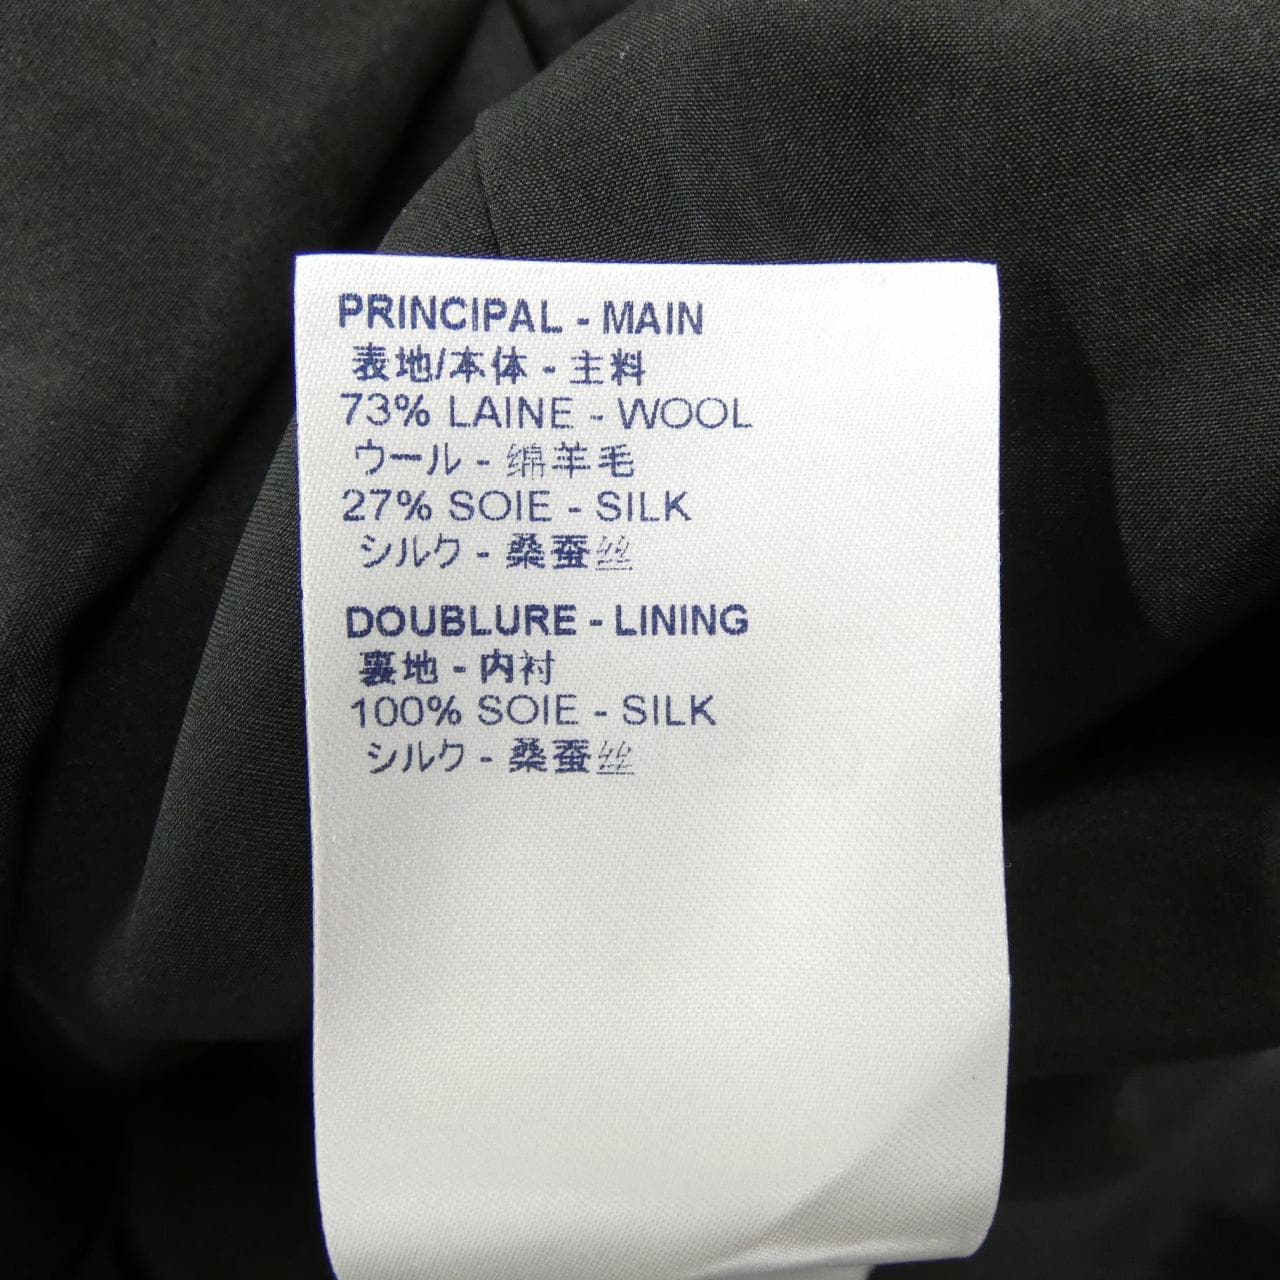 PRINCIPAL - MAIN
表地/本体 - 主料
73% LAINE - WOOL
ウール - 绵羊毛
27% SOIE - SILK
シルク - 桑蚕丝
DOUBLURE - LINING
裏地 - 内衬
100% SOIE - SILK
シルク - 桑蚕丝